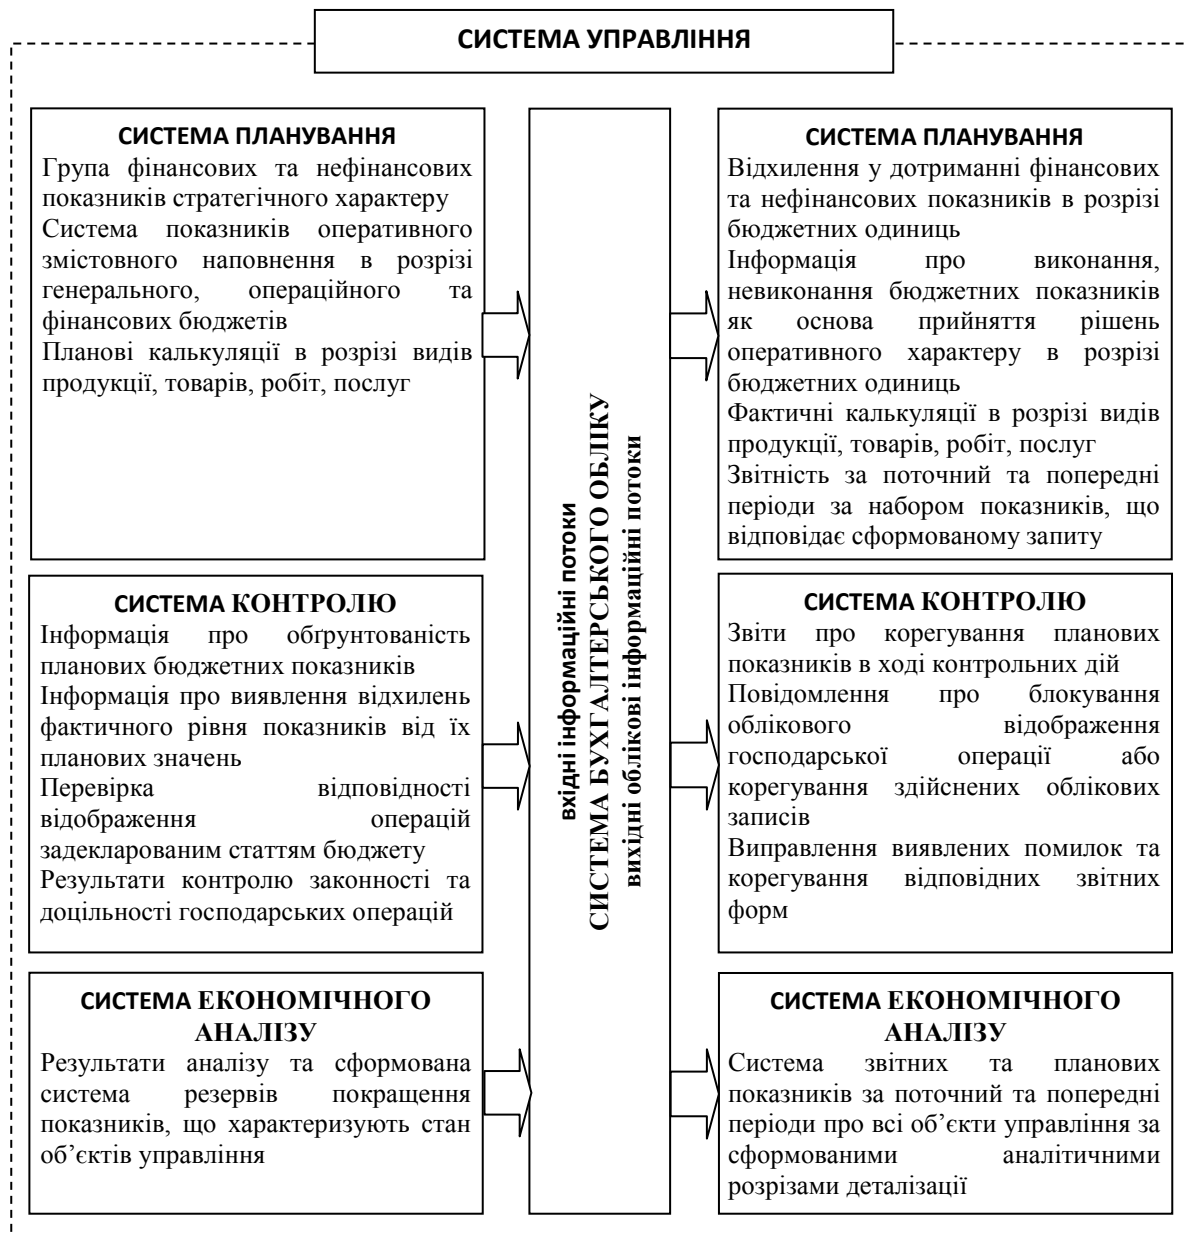 СИСТЕМА УПРАВЛІННЯ
СИСТЕМА ПЛАНУВАННЯ
Група фінансових та нефінансових
показників стратегічного характеру
Система показників оперативного
змістовного наповнення в розрізі
генерального, операційного та
фінансових бюджетів
Планові калькуляції в розрізі видів
продукції, товарів, робіт, послуг
СИСТЕМА КОНТРОЛЮ
Інформація про обґрунтованість
планових бюджетних показників
Інформація про виявлення відхилень
фактичного рівня показників від їх
планових значень
Перевірка відповідності
відображення операцій
задекларованим статтям бюджету
Результати контролю законності та
доцільності господарських операцій
СИСТЕМА ЕКОНОМІЧНОГО
АНАЛІЗУ
Результати аналізу та сформована
система резервів покращення
показників, що характеризують стан
об’єктів управління
вхідні інформаційні потоки
СИСТЕМА БУХГАЛТЕРСЬКОГО ОБЛІКУ
вихідні облікові інформаційні потоки
СИСТЕМА ПЛАНУВАННЯ
Відхилення у дотриманні фінансових
та нефінансових показників в розрізі
бюджетних одиниць
Інформація про виконання,
невиконання бюджетних показників
як основа прийняття рішень
оперативного характеру в розрізі
бюджетних одиниць
Фактичні калькуляції в розрізі видів
продукції, товарів, робіт, послуг
Звітність за поточний та попередні
періоди за набором показників, що
відповідає сформованому запиту
СИСТЕМА КОНТРОЛЮ
Звіти про корегування планових
показників в ході контрольних дій
Повідомлення про блокування
облікового відображення
господарської операції або
корегування здійснених облікових
записів
Виправлення виявлених помилок та
корегування відповідних звітних
форм
СИСТЕМА ЕКОНОМІЧНОГО
АНАЛІЗУ
Система звітних та планових
показників за поточний та попередні
періоди про всі об’єкти управління за
сформованими аналітичними
розрізами деталізації